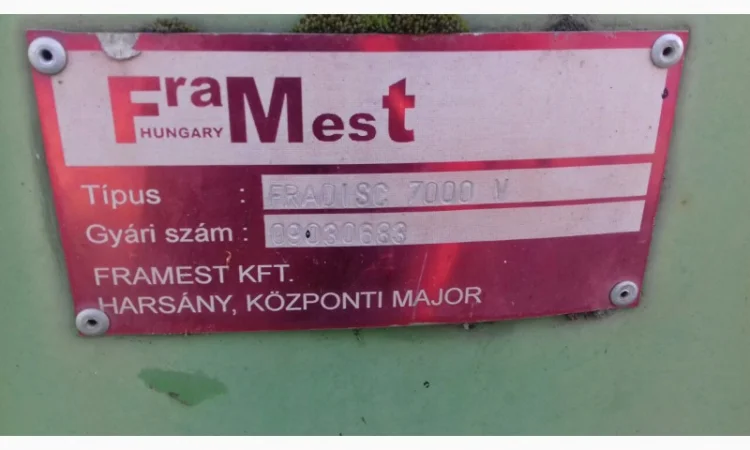 FraMest
HUNGARY
Típus : FRADISC 7000 V
Gyári szám : 09030683
FRAMEST KFT.
HARSÁNY, KÖZPONTI MAJOR